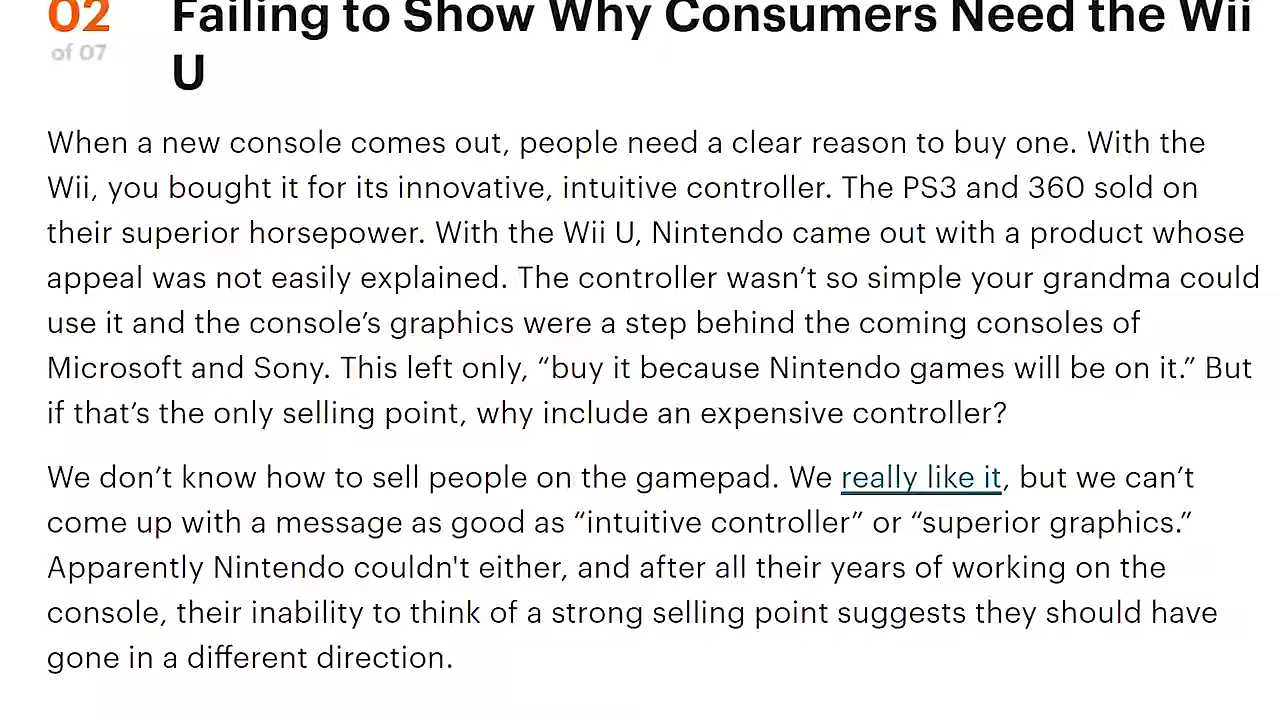 02
of 07
Failing to Show Why Consumers Need the Wii
U
When a new console comes out, people need a clear reason to buy one. With the
Wii, you bought it for its innovative, intuitive controller. The PS3 and 360 sold on
their superior horsepower. With the Wii U, Nintendo came out with a product whose
appeal was not easily explained. The controller wasn’t so simple your grandma could
use it and the console’s graphics were a step behind the coming consoles of
Microsoft and Sony. This left only, “buy it because Nintendo games will be on it.” But
if that’s the only selling point, why include an expensive controller?
We don’t know how to sell people on the gamepad. We really like it, but we can’t
come up with a message as good as “intuitive controller” or “superior graphics.”
Apparently Nintendo couldn't either, and after all their years of working on the
console, their inability to think of a strong selling point suggests they should have
gone in a different direction.